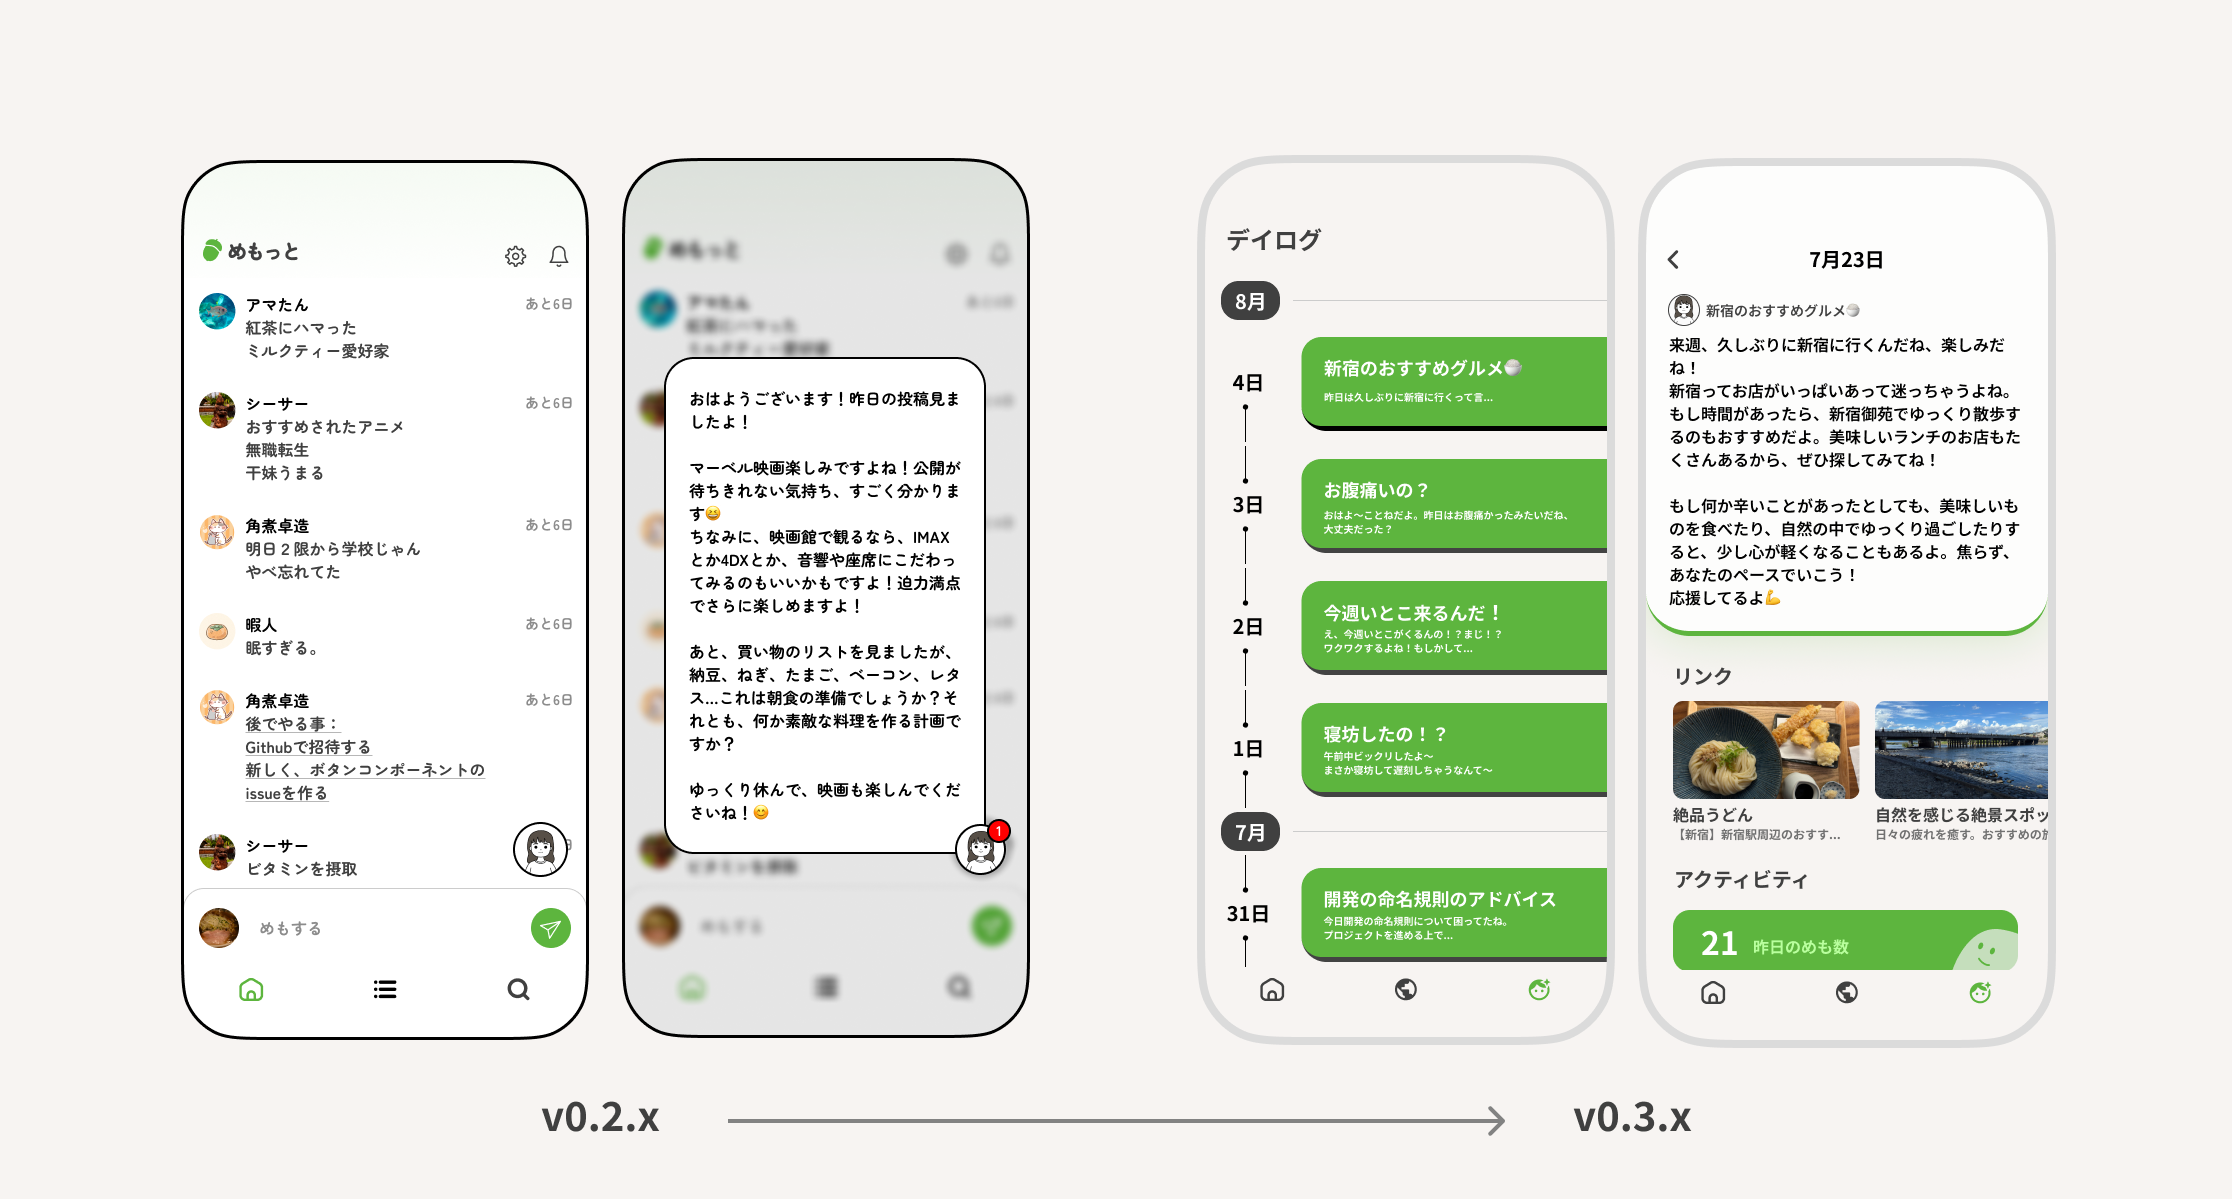 めもっと
アマたん
あと6日
紅茶にハマった
ミルクティー愛好家
シーサー
あと6日
おすすめされたアニメ
無職転生
干妹うまる
角煮卓造
あと6日
明日２限から学校じゃん
やべ忘れてた
暇人
あと6日
眠すぎる。
角煮卓造
あと6日
後でやる事：
Githubで招待する
新しく、ボタンコンポーネントの
issueを作る
シーサー
ビタミンを摂取
めもする
めもっと
アマたん
あと6日
紅茶にハマった
ミルクティー愛好家
おはようございます！昨日の投稿見ま
したよ！
マーベル映画楽しみですよね！公開が
待ちきれない気持ち、すごく分かりま
す😆
ちなみに、映画館で観るなら、IMAX
とか4DXとか、音響や座席にこだわっ
てみるのもいいかもですよ！迫力満点
でさらに楽しめますよ！
あと、買い物のリストを見ましたが、
納豆、ねぎ、たまご、ベーコン、レタ
ス...これは朝食の準備でしょうか？そ
れとも、何か素敵な料理を作る計画で
すか？
ゆっくり休んで、映画も楽しんでくだ
さいね！😊
1
ビタミンを摂取
めもする
デイログ
8月
4日
新宿のおすすめグルメ🍚
昨日は久しぶりに新宿に行くって言...
3日
お腹痛いの？
おはよ〜ことねだよ。昨日はお腹痛かったみたいだね、
大丈夫だった？
2日
今週いとこ来るんだ！
え、今週いとこがくるんの！？まじ！？
ワクワクするよね！もしかして...
1日
寝坊したの！？
午前中ビックリしたよ〜
まさか寝坊して遅刻しちゃうなんて〜
7月
31日
開発の命名規則のアドバイス
今日開発の命名規則について困ってたね。
プロジェクトを進める上で...
7月23日
新宿のおすすめグルメ🍚
来週、久しぶりに新宿に行くんだね、楽しみだ
ね！
新宿ってお店がいっぱいあって迷っちゃうよね。
もし時間があったら、新宿御苑でゆっくり散歩す
るのもおすすめだよ。美味しいランチのお店もた
くさんあるから、ぜひ探してみてね！
もし何か辛いことがあったとしても、美味しいも
のを食べたり、自然の中でゆっくり過ごしたりす
ると、少し心が軽くなることもあるよ。焦らず、
あなたのペースでいこう！
応援してるよ💪
リンク
絶品うどん
【新宿】新宿駅周辺のおすす...
自然を感じる絶景スポッ
日々の疲れを癒す。おすすめの
アクティビティ
21 昨日のめも数
v0.2.x
v0.3.x